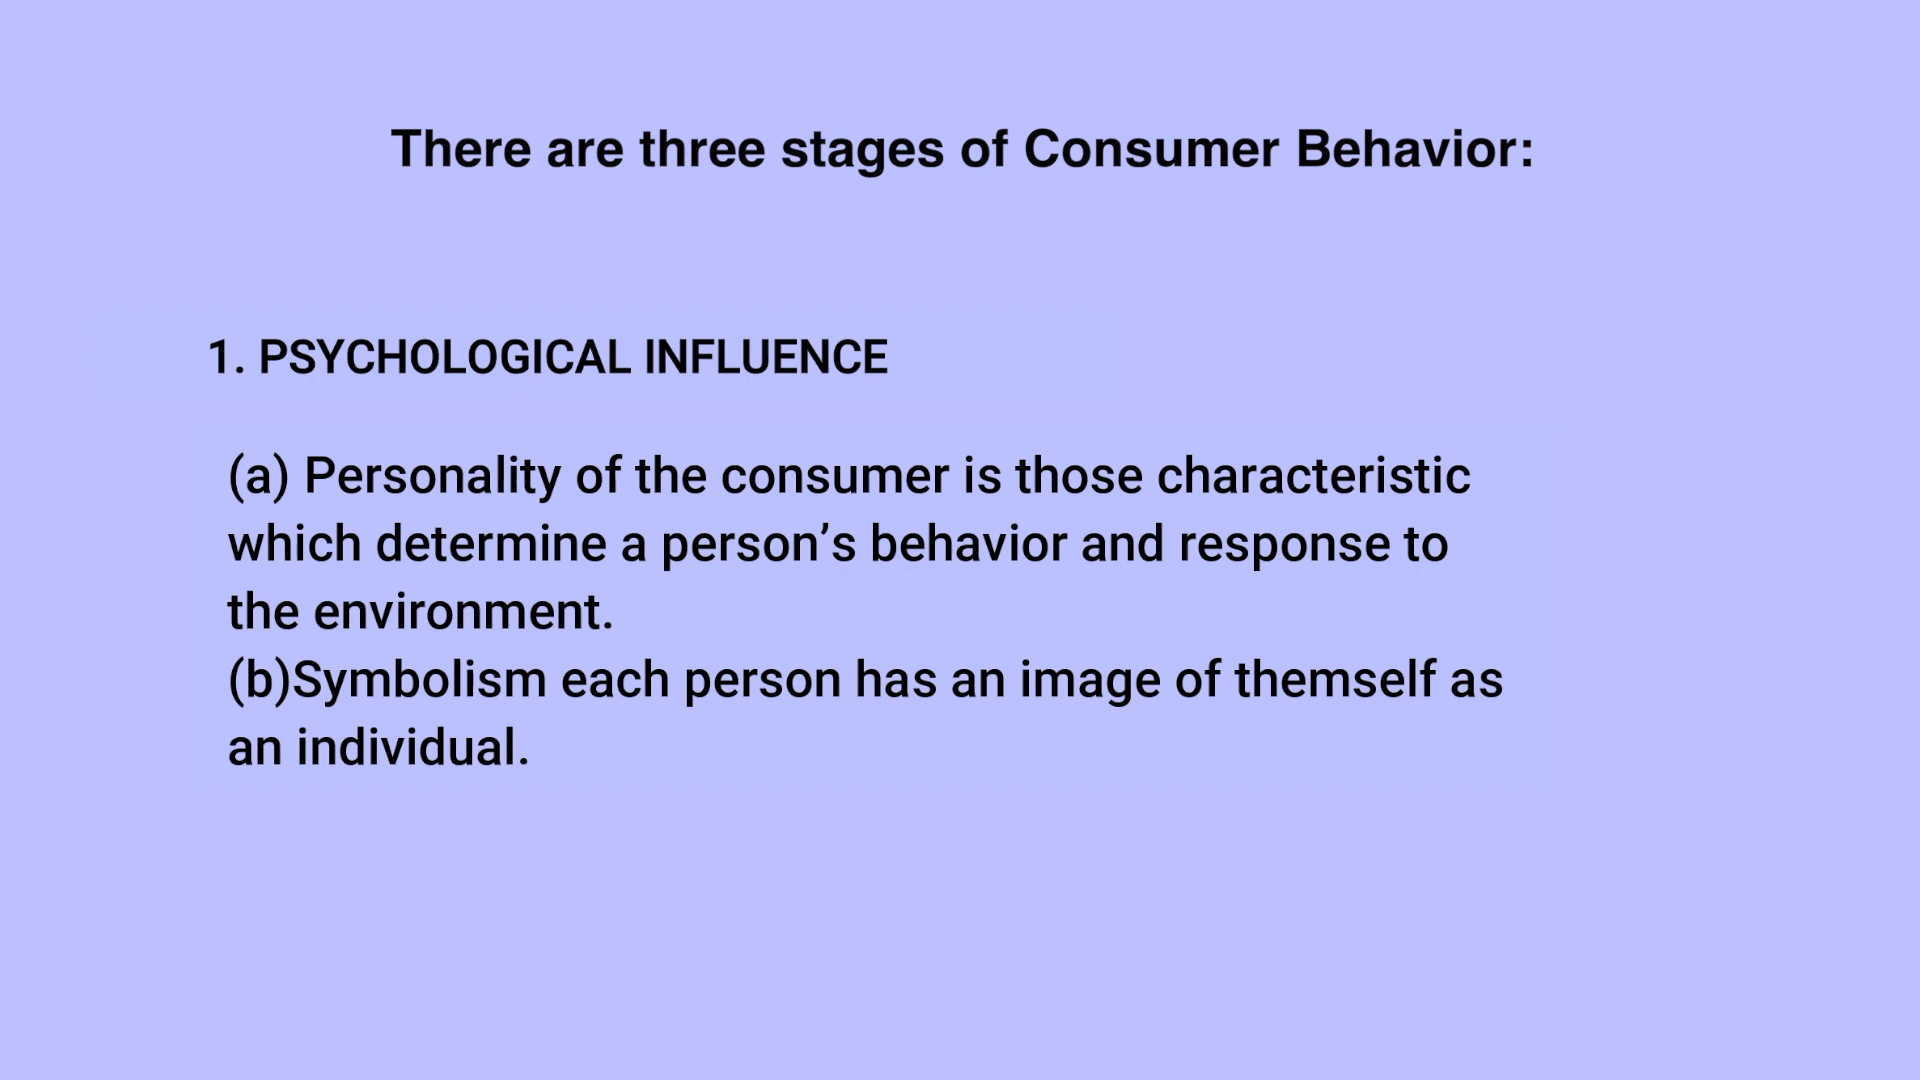 There are three stages of Consumer Behavior:
1. PSYCHOLOGICAL INFLUENCE
(a) Personality of the consumer is those characteristic
which determine a person’s behavior and response to
the environment.
(b)Symbolism each person has an image of themself as
an individual.